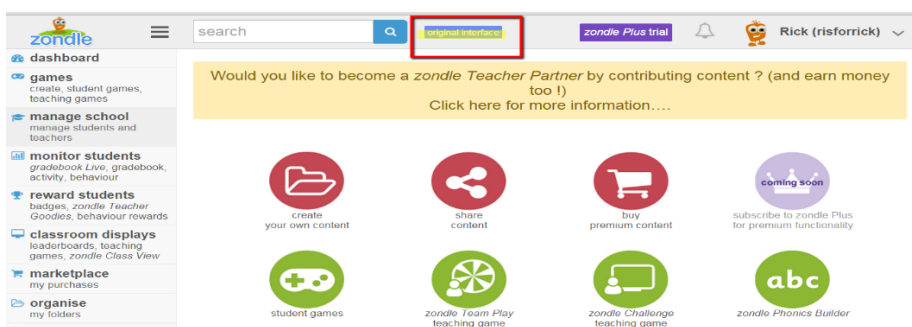 zondle
search
original interface
zondle Plus trial
Rick (risforrick)
dashboard
games
create, student games,
teaching games
manage school
manage students and
teachers
monitor students
gradebook Live, gradebook,
activity, behaviour
reward students
badges, zondle Teacher
Goodies, behaviour rewards
classroom displays
leaderboards, teaching
games, zondle Class View
marketplace
my purchases
organise
my folders
Would you like to become a zondle Teacher Partner by contributing content ? (and earn money
too !)
Click here for more information....
create
your own content
share
content
buy
premium content
coming soon
subscribe to zondle Plus
for premium functionality
student games
zondle Team Play
teaching game
zondle Challenge
teaching game
abc
zondle Phonics Builder